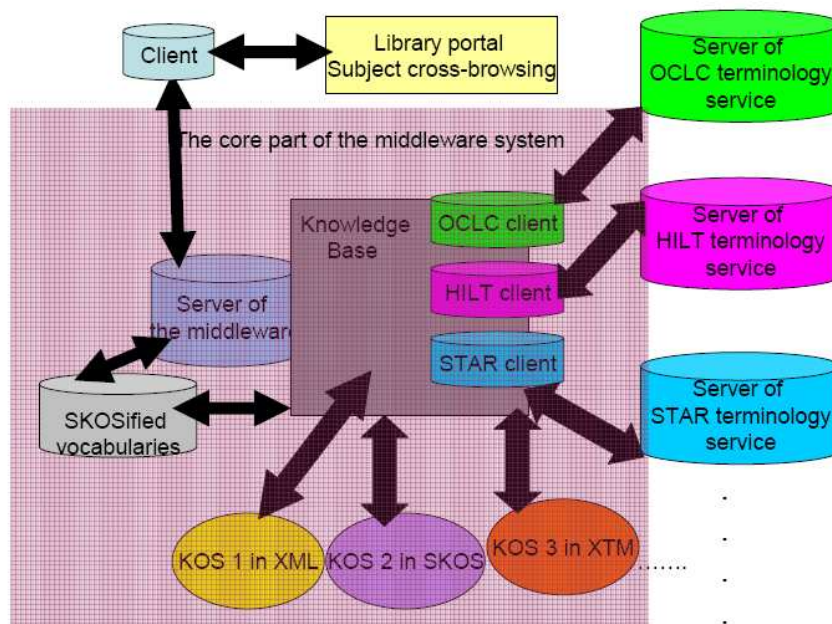 Client
Library portal
Subject cross-browsing
Server of
OCLC terminology
service
The core part of the middleware system
Knowledge
Base
OCLC client
HILT client
STAR client
Server of
HILT terminology
service
Server of
the middleware
SKOSified
vocabularies
Server of
STAR terminology
service
KOS 1 in XML
KOS 2 in SKOS
KOS 3 in XTM
.......